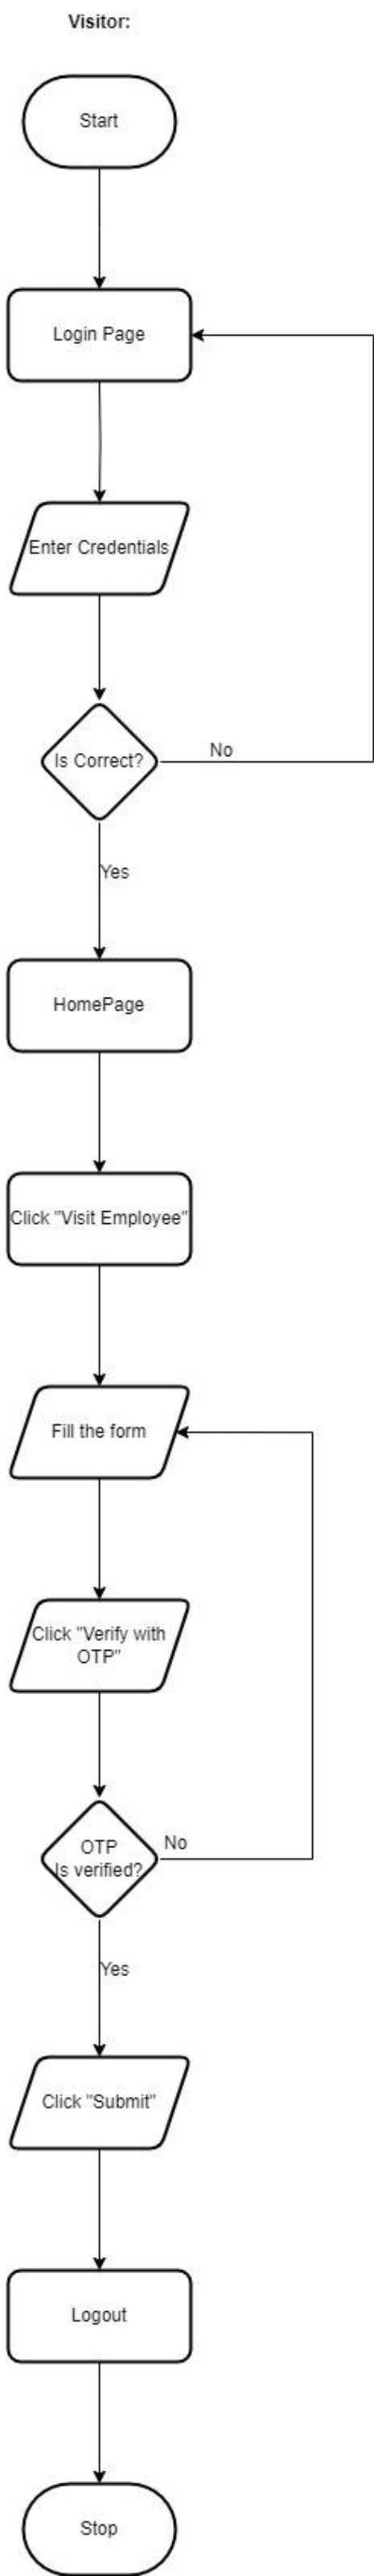 Visitor:
Start
Login Page
Enter Credentials
Is Correct?
No
Yes
HomePage
Click "Visit Employee"
Fill the form
Click "Verify with
OTP"
OTP
Is verified?
No
Yes
Click "Submit"
Logout
Stop